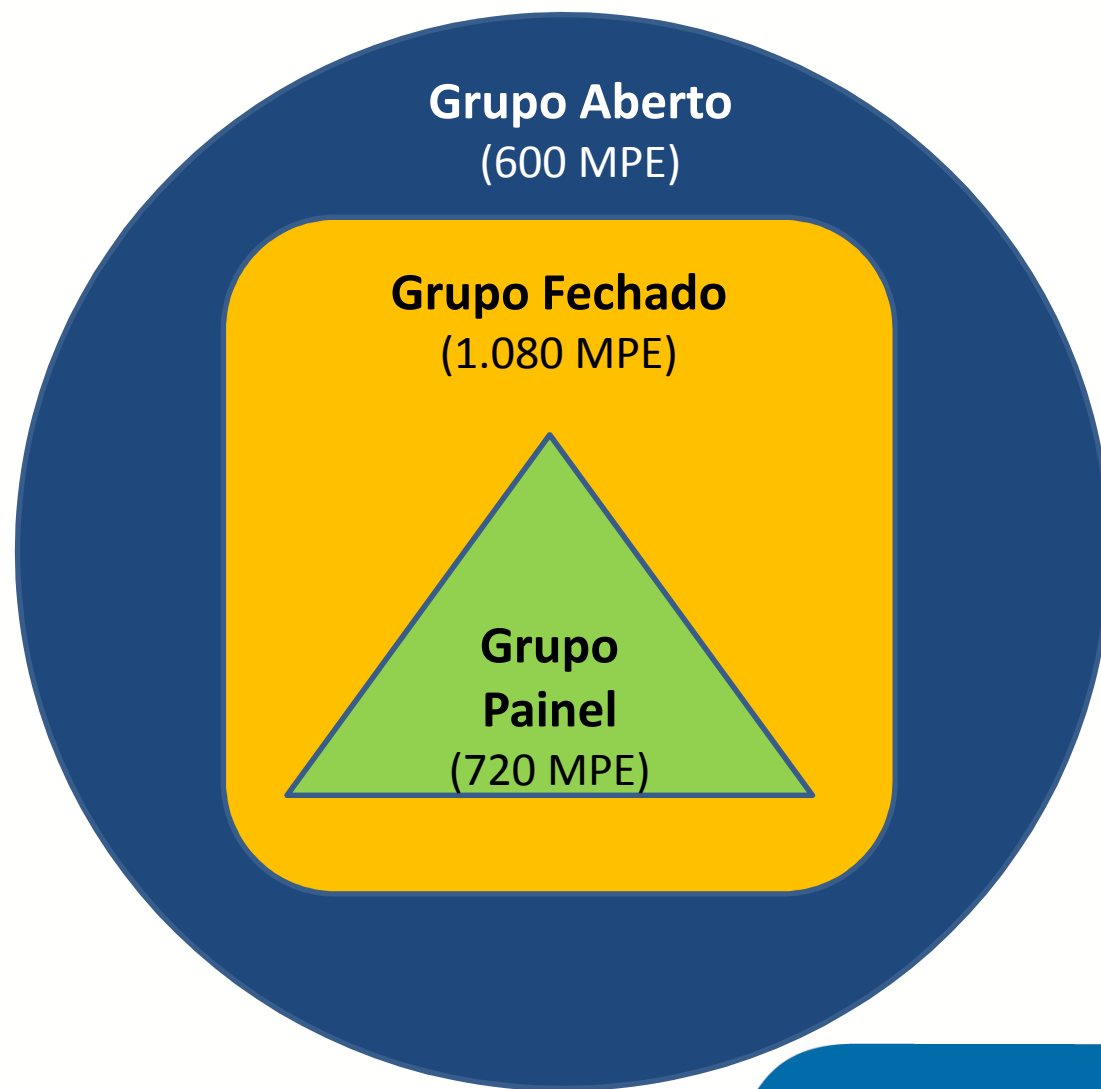 Grupo Aberto
(600 MPE)
Grupo Fechado
(1.080 MPE)
Grupo
Painel
(720 MPE)